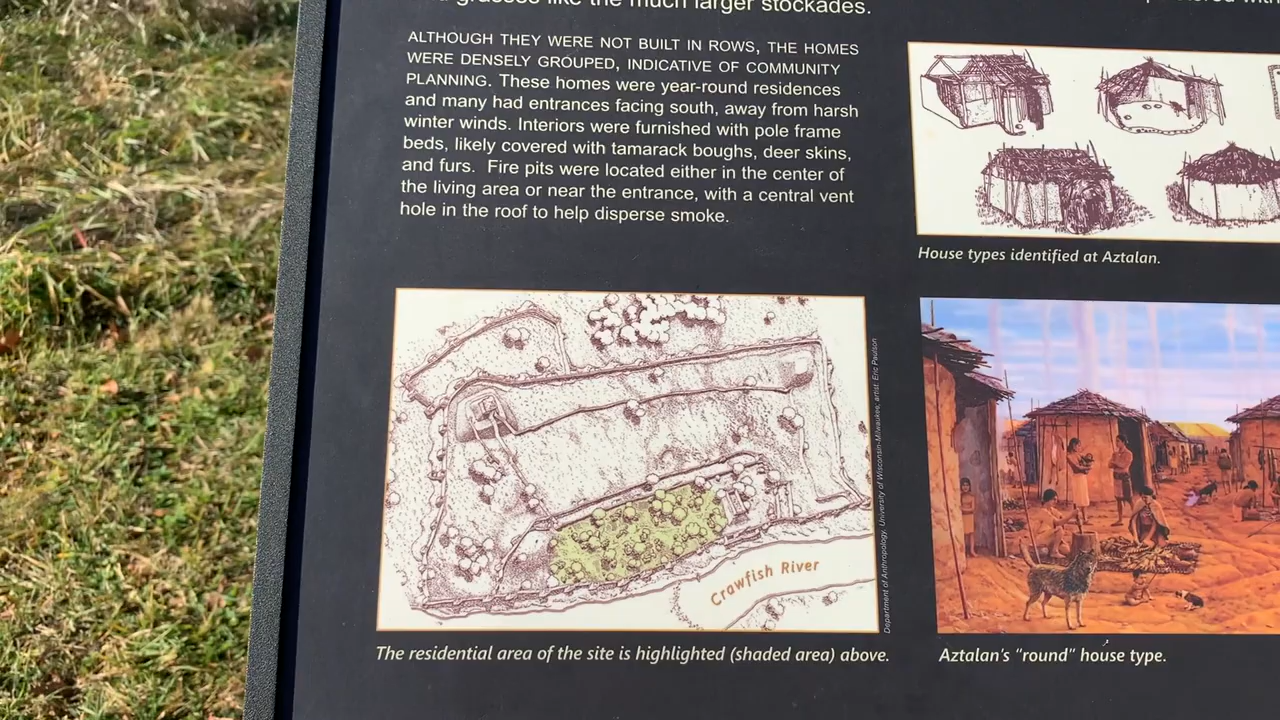 grasses like the much larger stockades.
ALTHOUGH THEY WERE NOT BUILT IN ROWS, THE HOMES
WERE DENSELY GROUPED, INDICATIVE OF COMMUNITY
PLANNING. These homes were year-round residences
and many had entrances facing south, away from harsh
winter winds. Interiors were furnished with pole frame
beds, likely covered with tamarack boughs, deer skins,
and furs. Fire pits were located either in the center of
the living area or near the entrance, with a central vent
hole in the roof to help disperse smoke.
Crawfish River
Department of Anthropology, University of Wisconsin-Milwaukee; artist: Eric Paulson
The residential area of the site is highlighted (shaded area) above.
House types identified at Aztalan.
Aztalan's "round" house type.